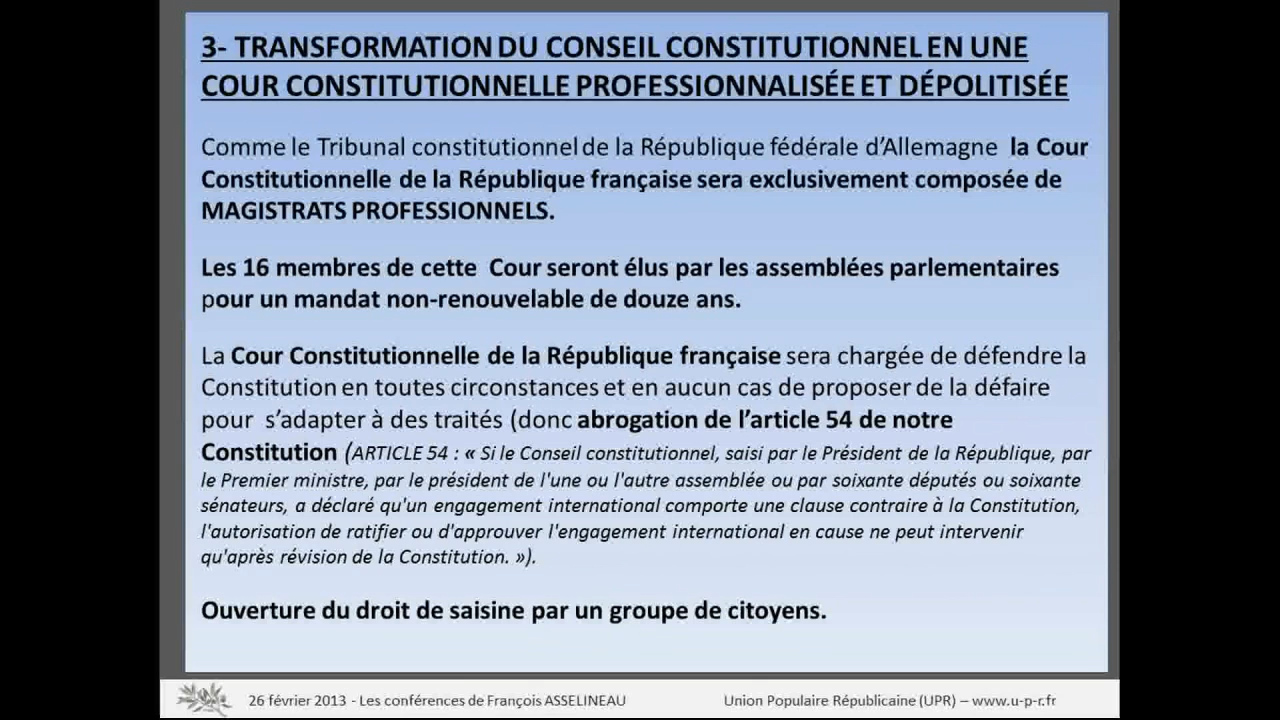 3- TRANSFORMATION DU CONSEIL CONSTITUTIONNEL EN UNE
COUR CONSTITUTIONNELLE PROFESSIONNALISÉE ET DÉPOLITISÉE
Comme le Tribunal constitutionnel de la République fédérale d’Allemagne la Cour
Constitutionnelle de la République française sera exclusivement composée de
MAGISTRATS PROFESSIONNELS.
Les 16 membres de cette Cour seront élus par les assemblées parlementaires
pour un mandat non-renouvelable de douze ans.
La Cour Constitutionnelle de la République française sera chargée de défendre la
Constitution en toutes circonstances et en aucun cas de proposer de la défaire
pour s’adapter à des traités (donc abrogation de l’article 54 de notre
Constitution (ARTICLE 54 : « Si le Conseil constitutionnel, saisi par le Président de la République, par
le Premier ministre, par le président de l'une ou l'autre assemblée ou par soixante députés ou soixante
sénateurs, a déclaré qu'un engagement international comporte une clause contraire à la Constitution,
l'autorisation de ratifier ou d'approuver l'engagement international en cause ne peut intervenir
qu'après révision de la Constitution. »).
Ouverture du droit de saisine par un groupe de citoyens.
26 février 2013 - Les conférences de François ASSELINEAU
Union Populaire Républicaine (UPR) – www.u-p-r.fr